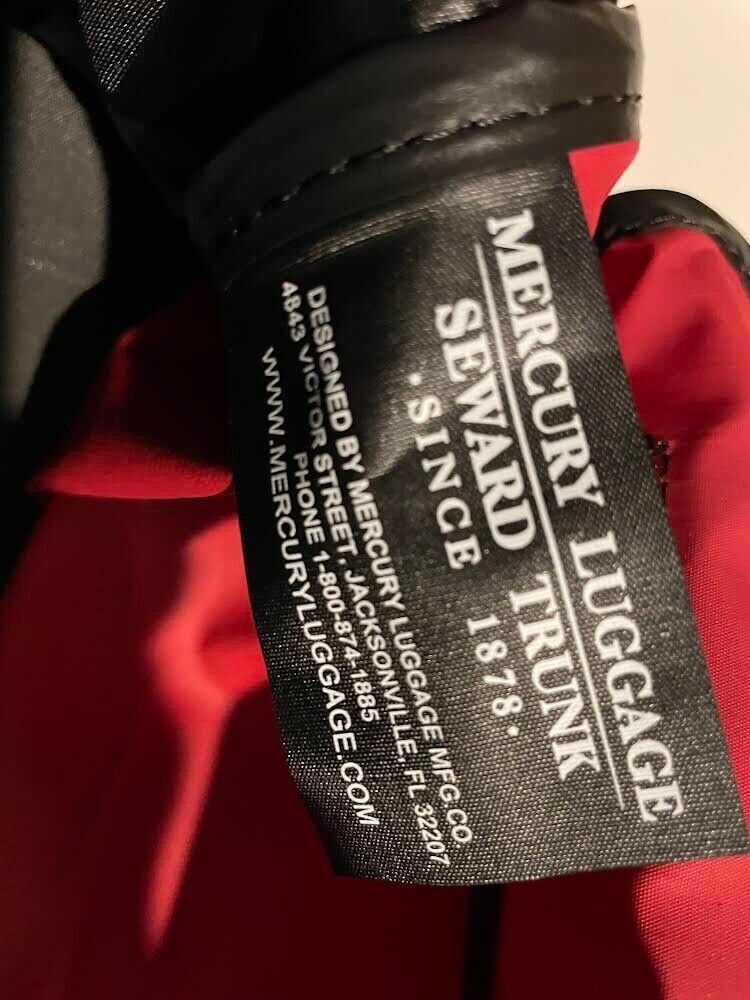 MERCURY LUGGAGE
SEWARD TRUNK
·SINCE 1878·
DESIGNED BY MERCURY LUGGAGE MFG.CO.
4843 VICTOR STREET, JACKSONVILLE, FL 32207
PHONE 1-800-874-1885
WWW.MERCURYLUGGAGE.COM